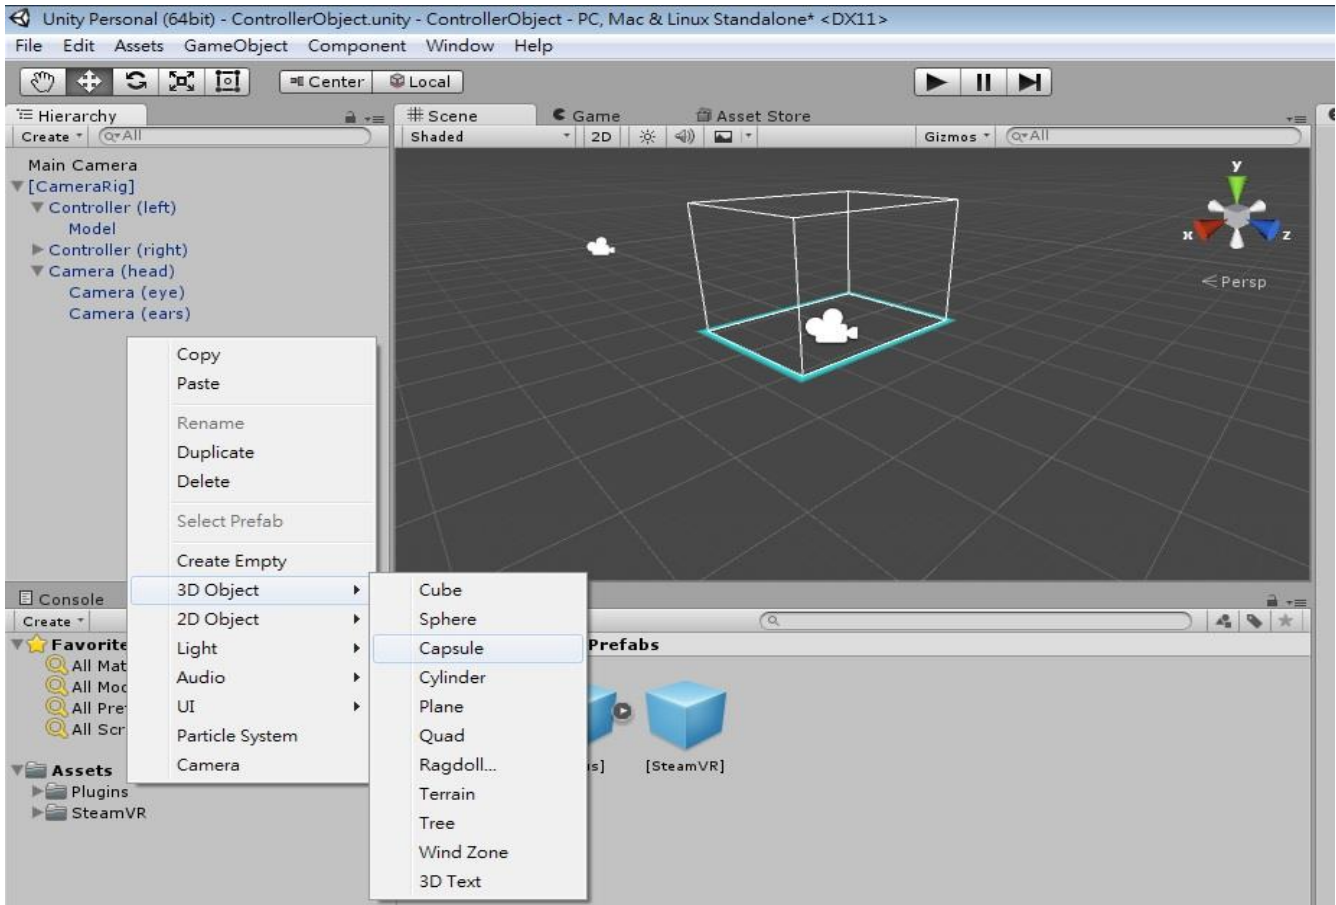 Unity Personal (64bit) - ControllerObject.unity - ControllerObject - PC, Mac & Linux Standalone* <DX11>
File Edit Assets GameObject Component Window Help
Center Local
Hierarchy
Create All
Main Camera
[CameraRig]
Controller (left)
Model
Controller (right)
Camera (head)
Camera (eye)
Camera (ears)
Scene Game Asset Store
Shaded 2D Gizmos All
y
x z
Persp
Copy
Paste
Rename
Duplicate
Delete
Select Prefab
Create Empty
3D Object
2D Object
Light
Audio
UI
Particle System
Camera
Cube
Sphere
Capsule
Cylinder
Plane
Quad
Ragdoll...
Terrain
Tree
Wind Zone
3D Text
Console
Create
Favorite
All Mat
All Mod
All Pre
All Scr
Assets
Plugins
SteamVR
Prefabs
s]
[SteamVR]